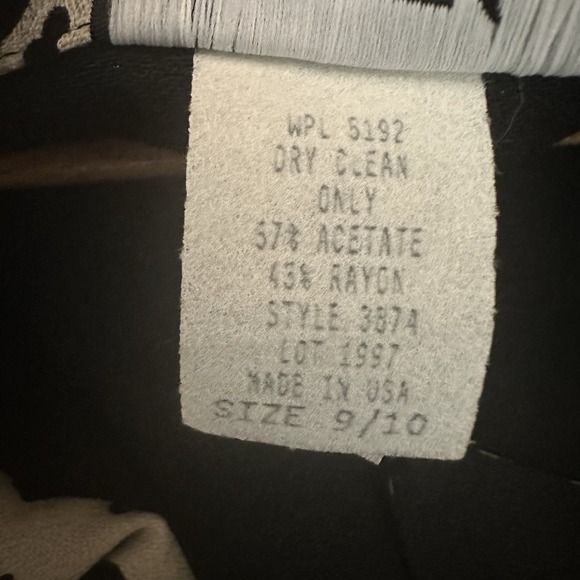 WPL 5192
DRY CLEAN
ONLY
57% ACETATE
43% RAYON
STYLE 3874
LOT 1997
MADE IN USA
SIZE 9/10